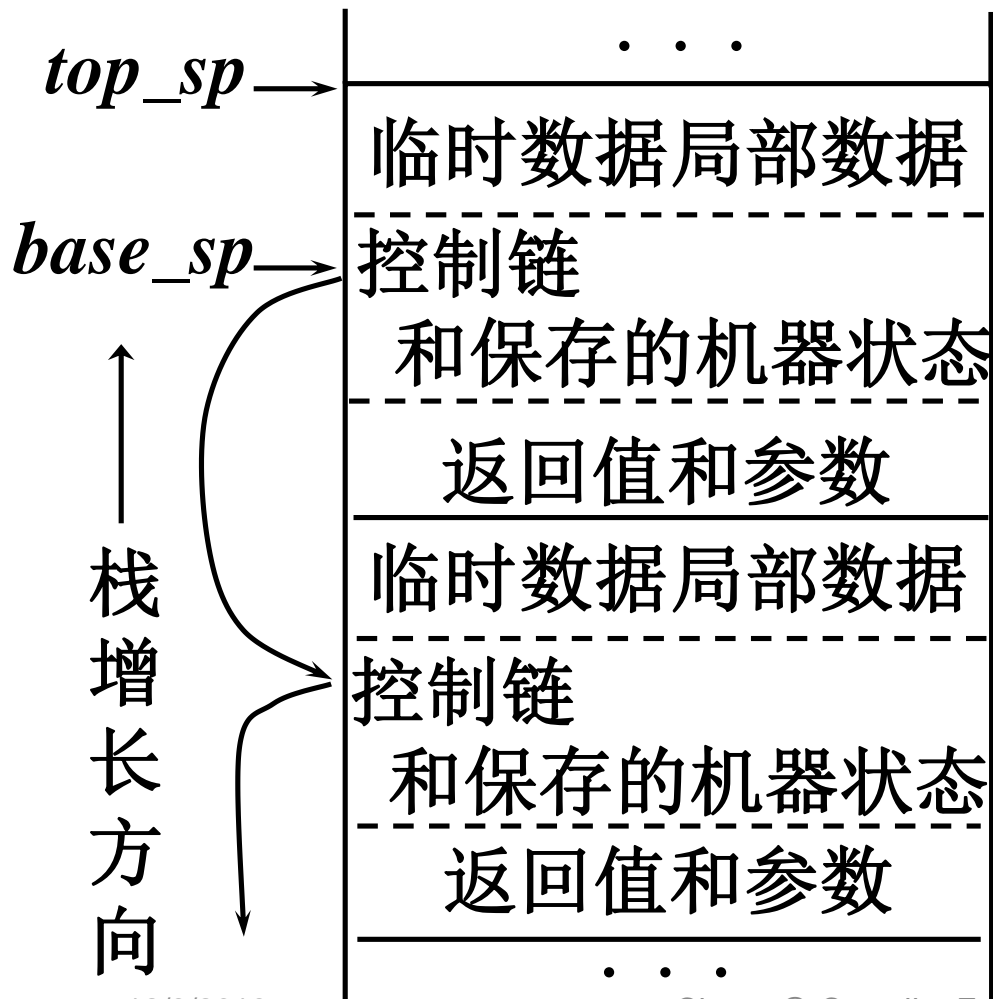 . . .
top_sp
临时数据局部数据
base_sp
控制链
和保存的机器状态
返回值和参数
栈增长方向
临时数据局部数据
控制链
和保存的机器状态
返回值和参数
. . .